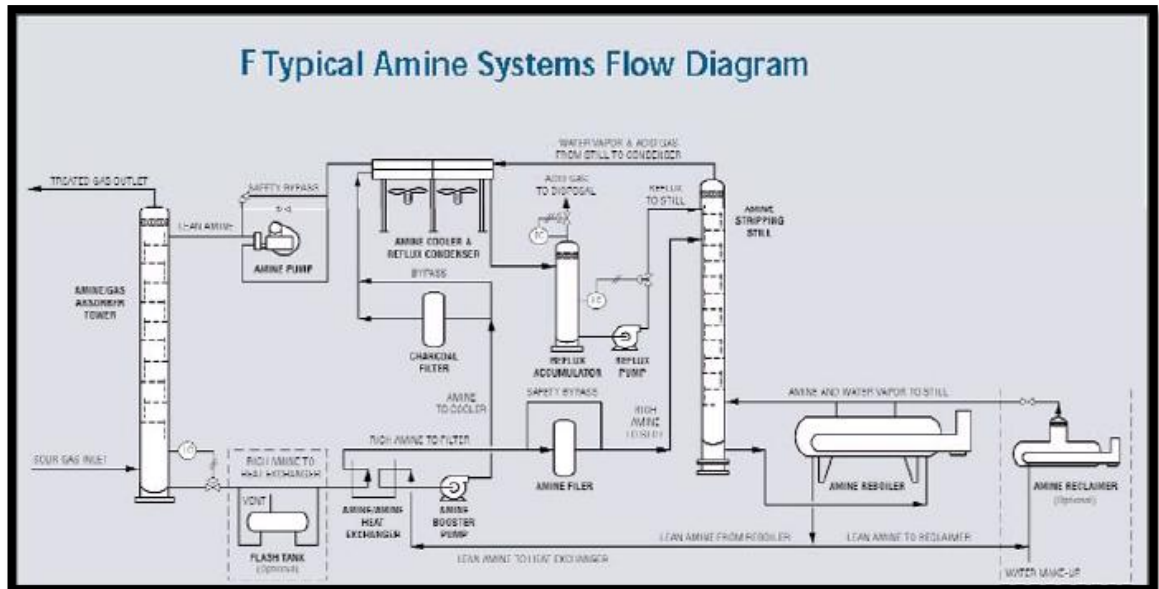 F Typical Amine Systems Flow Diagram
WATER VAPOR & ACID GAS
FROM STILL TO CONDENSER
TREATED GAS OUTLET
SAFETY BYPASS
ACID GAS
TO DISPOSAL
REFLUX
TO STILL
LEAN AMINE
AMINE PUMP
AMINE COOLER &
REFLUX CONDENSER
AMINE
STRIPPING
STILL
BYPASS
AMINE/GAS
ABSORBER
TOWER
CHARCOAL
FILTER
REFLUX
ACCUMULATOR
REFLUX
PUMP
AMINE
TO COOLER
SAFETY BYPASS
AMINE AND WATER VAPOR TO STILL
RICH
AMINE
TO STILL
RICH AMINE TO FILTER
SOUR GAS INLET
RICH AMINE TO
HEAT EXCHANGER
VENT
AMINE FILER
AMINE REBOILER
AMINE RECLAIMER
(Optional)
AMINE/AMINE
HEAT
EXCHANGER
AMINE
BOOSTER
PUMP
FLASH TANK
(Optional)
LEAN AMINE FROM REBOILER
LEAN AMINE TO RECLAIMER
LEAN AMINE TO HEAT EXCHANGER
WATER MAKE-UP